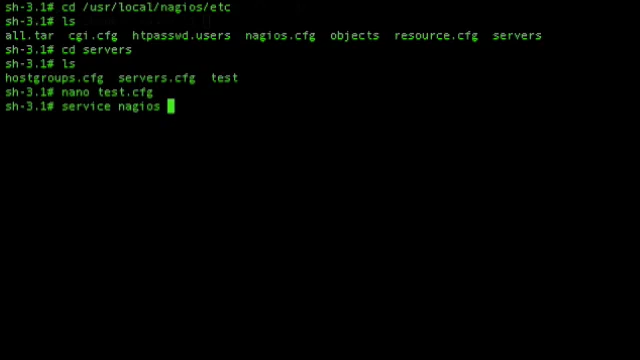 sh-3.1# cd /usr/local/nagios/etc
sh-3.1# ls
all.tar cgi.cfg htpasswd.users nagios.cfg objects resource.cfg servers
sh-3.1# cd servers
sh-3.1# ls
hostgroups.cfg servers.cfg test
sh-3.1# nano test.cfg
sh-3.1# service nagios